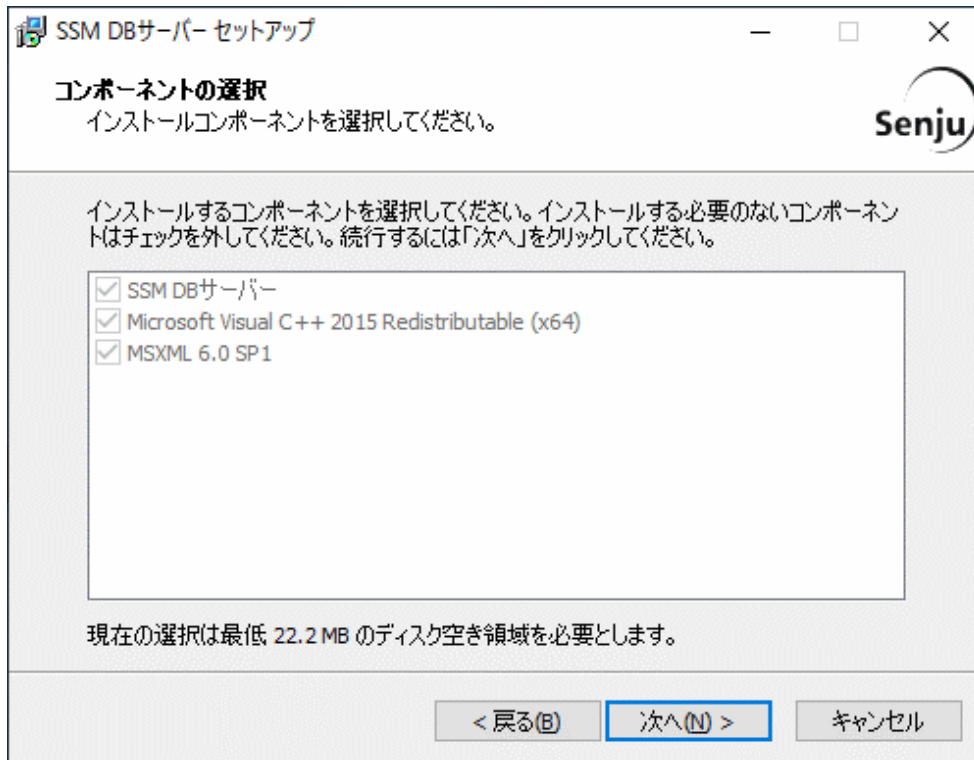 SSM DBサーバー セットアップ
コンポーネントの選択
インストールコンポーネントを選択してください。
Senju
インストールするコンポーネントを選択してください。インストールする必要のないコンポーネン
トはチェックを外してください。続行するには「次へ」をクリックしてください。
SSM DBサーバー
Microsoft Visual C++ 2015 Redistributable (x64)
MSXML 6.0 SP1
現在の選択は最低 22.2 MB のディスク空き領域を必要とします。
< 戻る(B)
次へ(N) >
キャンセル